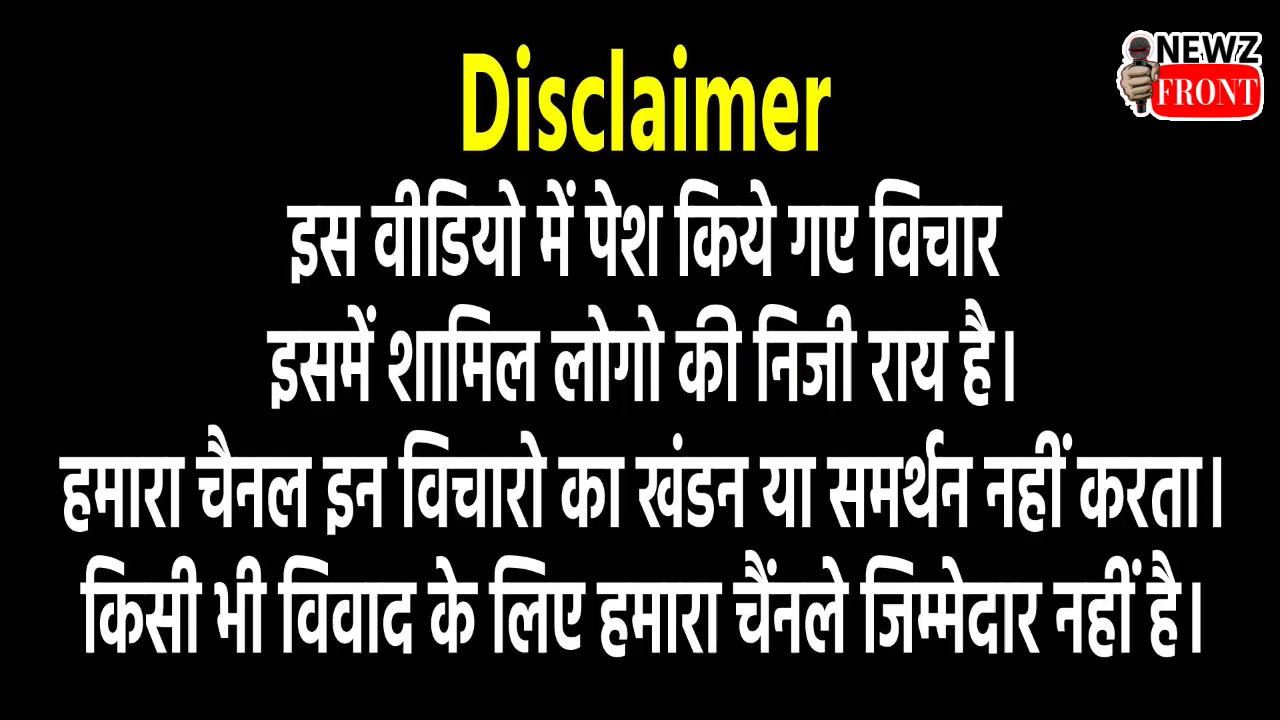 NEWZ
FRONT
Disclaimer
इस वीडियो में पेश किये गए विचार
इसमें शामिल लोगो की निजी राय है।
हमारा चैनल इन विचारो का खंडन या समर्थन नहीं करता।
किसी भी विवाद के लिए हमारा चैंनले जिम्मेदार नहीं है।